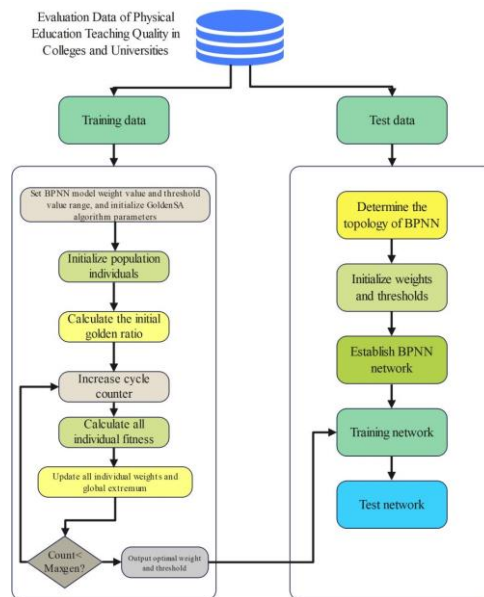 Evaluation Data of Physical
Education Teaching Quality in
Colleges and Universities
Training data
Test data
Set BPNN model weight value and threshold
value range, and initialize GoldenSA
algorithm parameters
Initialize population
individuals
Calculate the initial
golden ratio
Increase cycle
counter
Calculate all
individual fitness
Update all individual weights and
global extremum
Count<
Maxgen?
Output optimal weight
and threshold
Determine the
topology of BPNN
Initialize weights
and thresholds
Establish BPNN
network
Training network
Test network